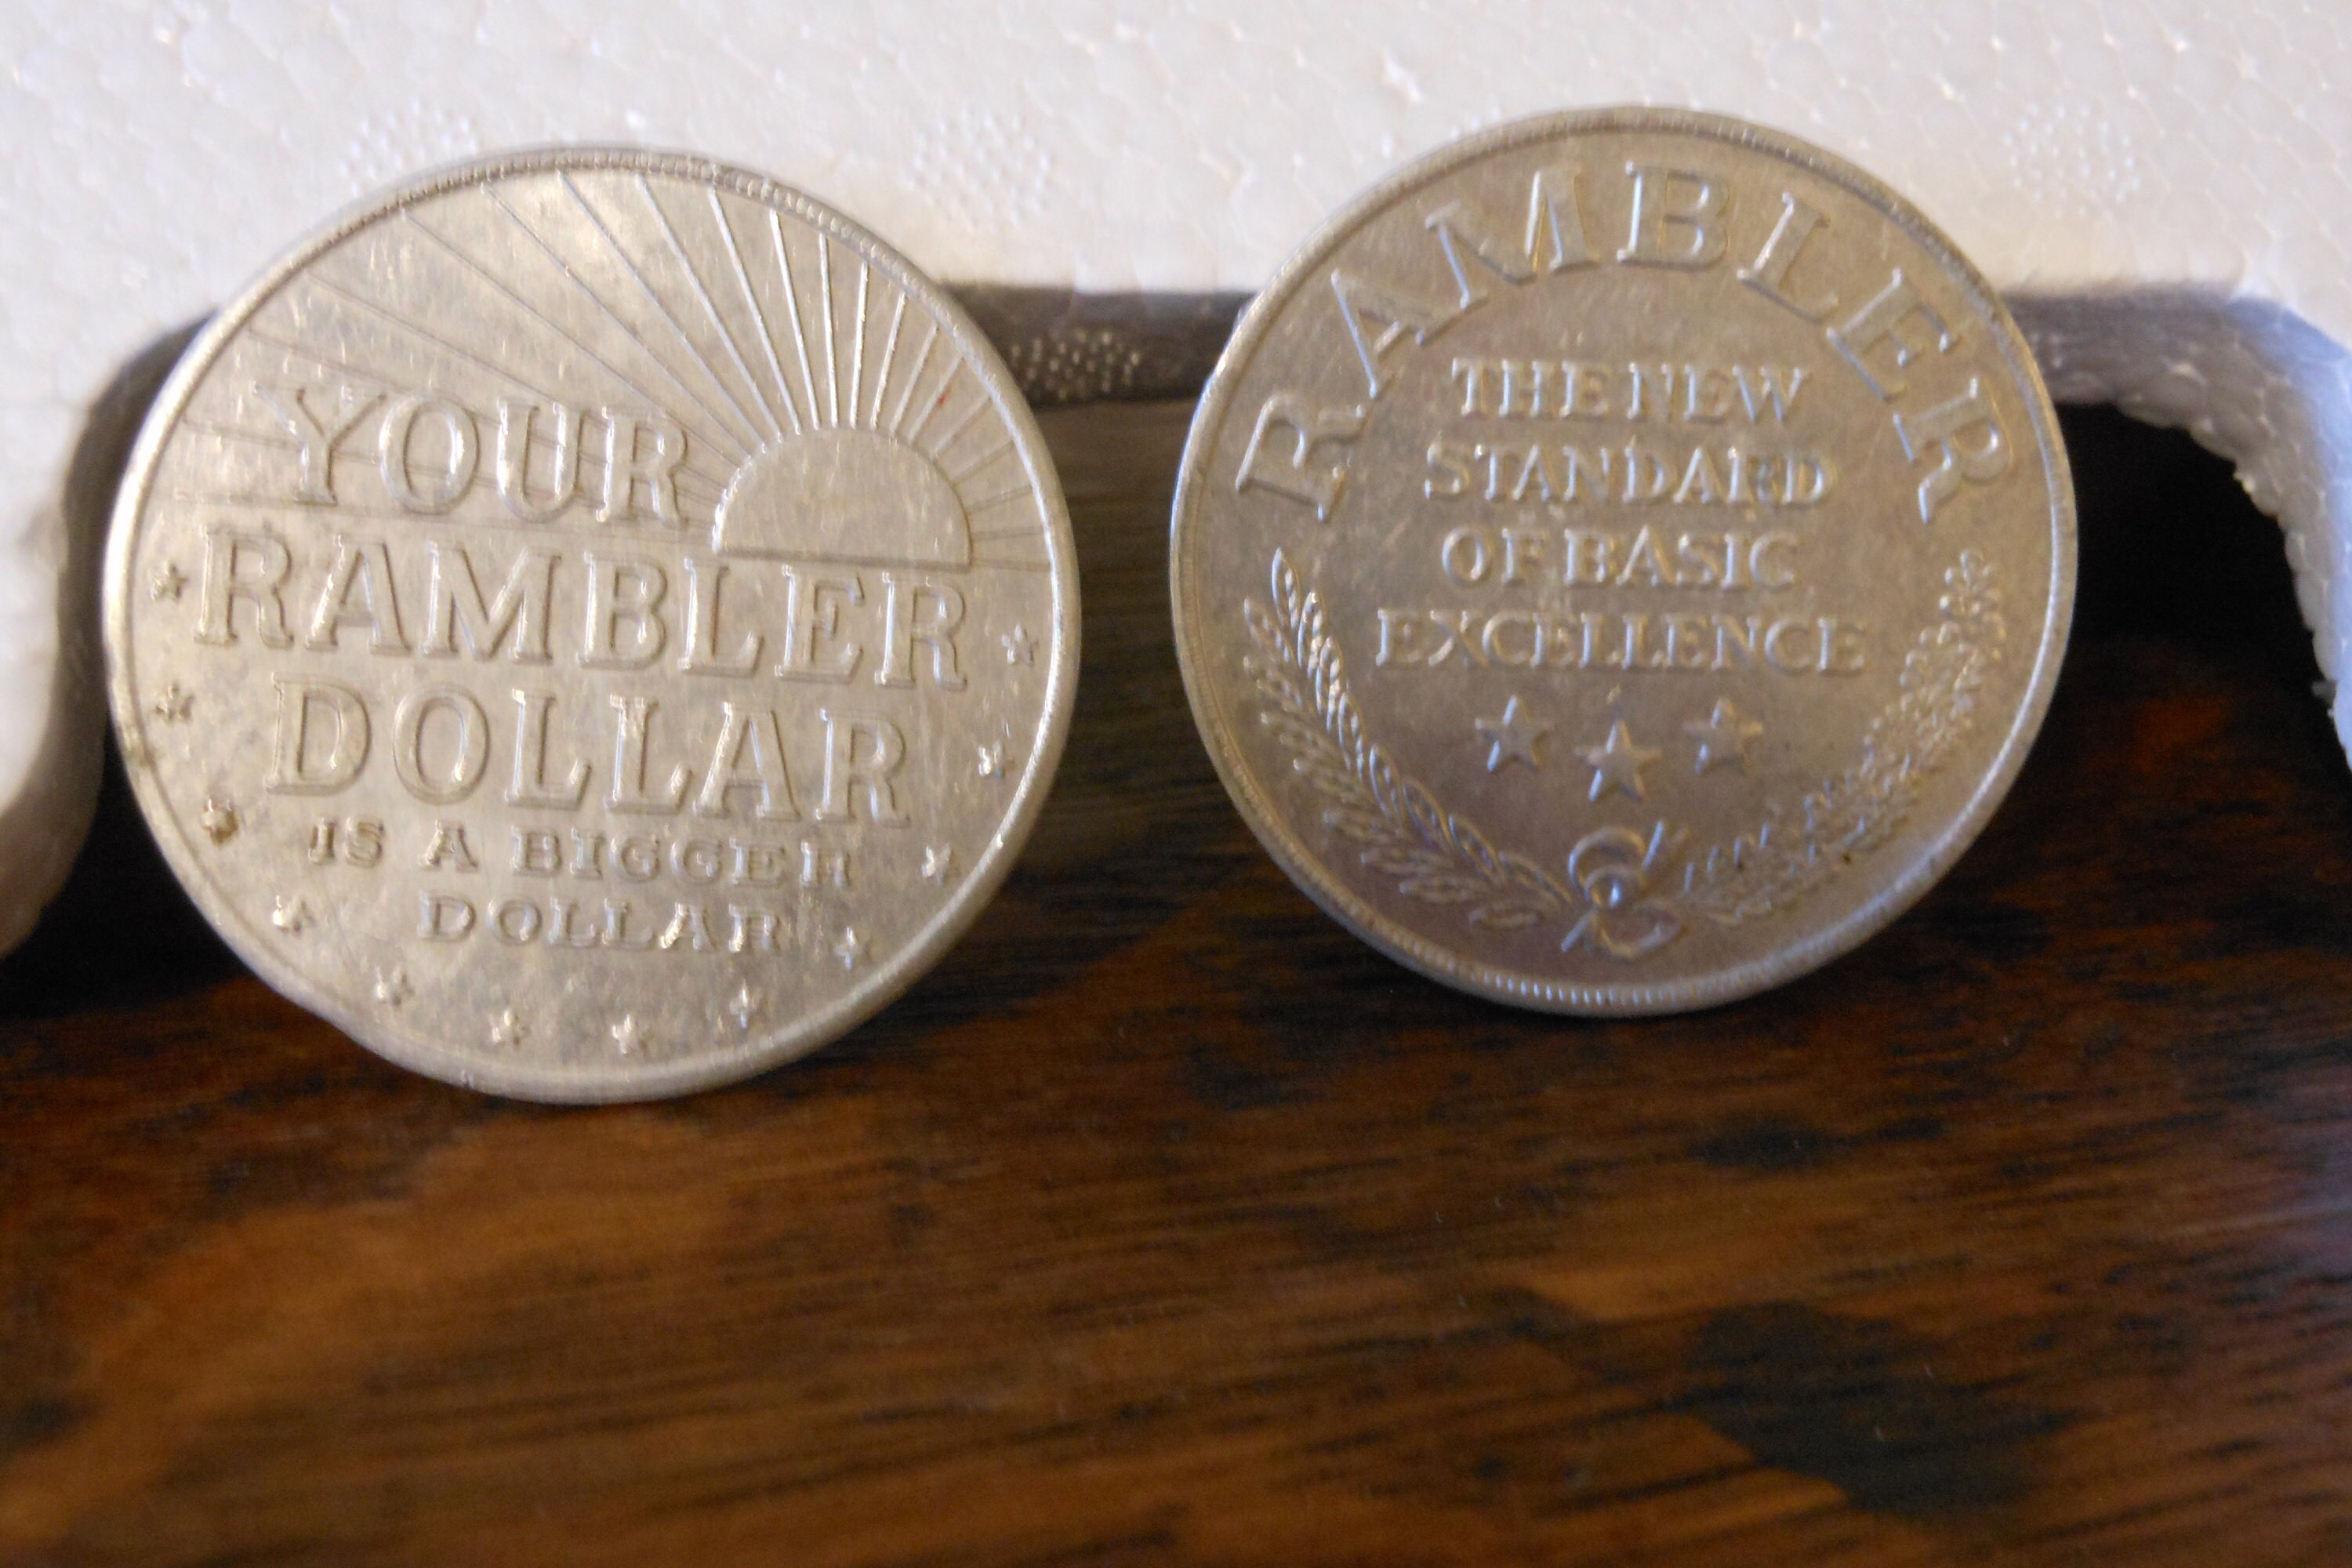 YOUR
RAMBLER
DOLLAR
IS A BIGGER
DOLLAR
RAMBLER
THE NEW
STANDARD
OF BASIC
EXCELLENCE